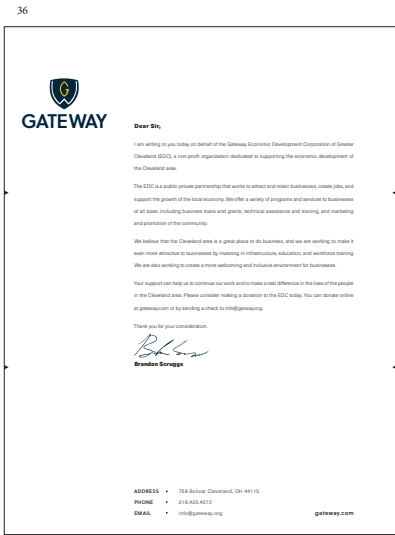 36
GATEWAY
Dear Sir,
I am writing to you today on behalf of the Gateway Economic Development Corporation of Greater
Cleveland (EDC), a non-profit organization dedicated to supporting the economic development of
the Cleveland area.
The EDC is a public-private partnership that works to attract and retain businesses, create jobs, and
support the growth of the local economy. We offer a variety of programs and services to businesses
of all sizes, including business loans and grants, technical assistance and training, and marketing
and promotion of the community.
We believe that the Cleveland area is a great place to do business, and we are working to make it
even more attractive to businesses by investing in infrastructure, education, and workforce training.
We are also working to create a more welcoming and inclusive environment for businesses.
Your support can help us to continue our work and to make a real difference in the lives of the people
in the Cleveland area. Please consider making a donation to the EDC today. You can donate online
at gateway.com or by sending a check to info@gateway.org.
Thank you for your consideration.
Brandon Scruggs
ADDRESS • 758 Bolivar Cleveland, OH 44115
PHONE • 216.420.4072
EMAIL • info@gateway.org gateway.com